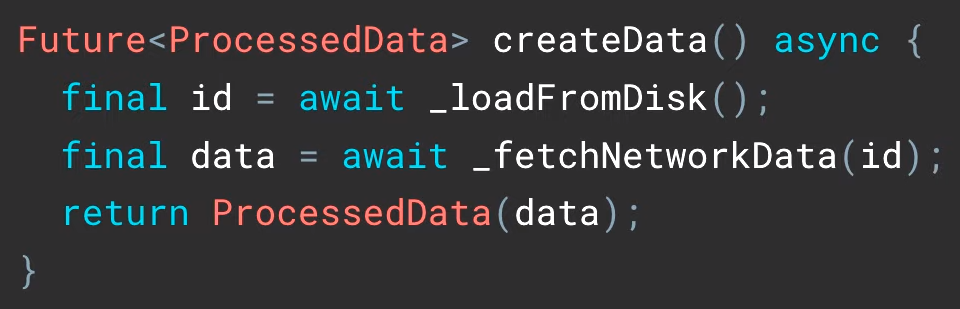 Future<ProcessedData> createData() async {
  final id = await _loadFromDisk();
  final data = await _fetchNetworkData(id);
  return ProcessedData(data);
}